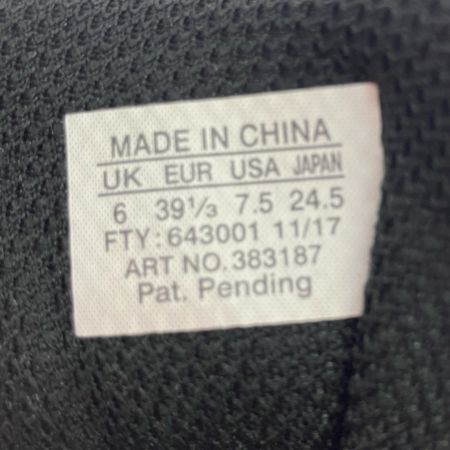 MADE IN CHINA
UK EUR USA JAPAN
6 39⅓ 7.5 24.5
FTY: 643001 11/17
ART NO. 383187
Pat. Pending